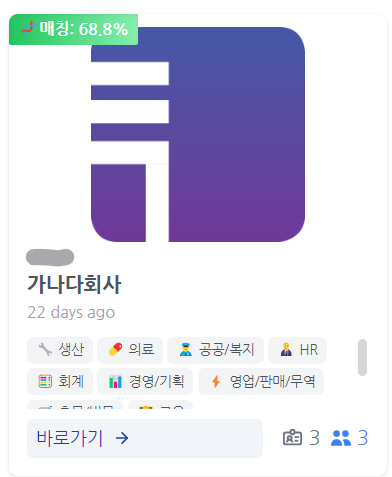 매칭: 68.8%
가나다회사
22 days ago
생산 의료 공공/복지 HR
회계 경영/기획 영업/판매/무역
바로가기 → 3 3